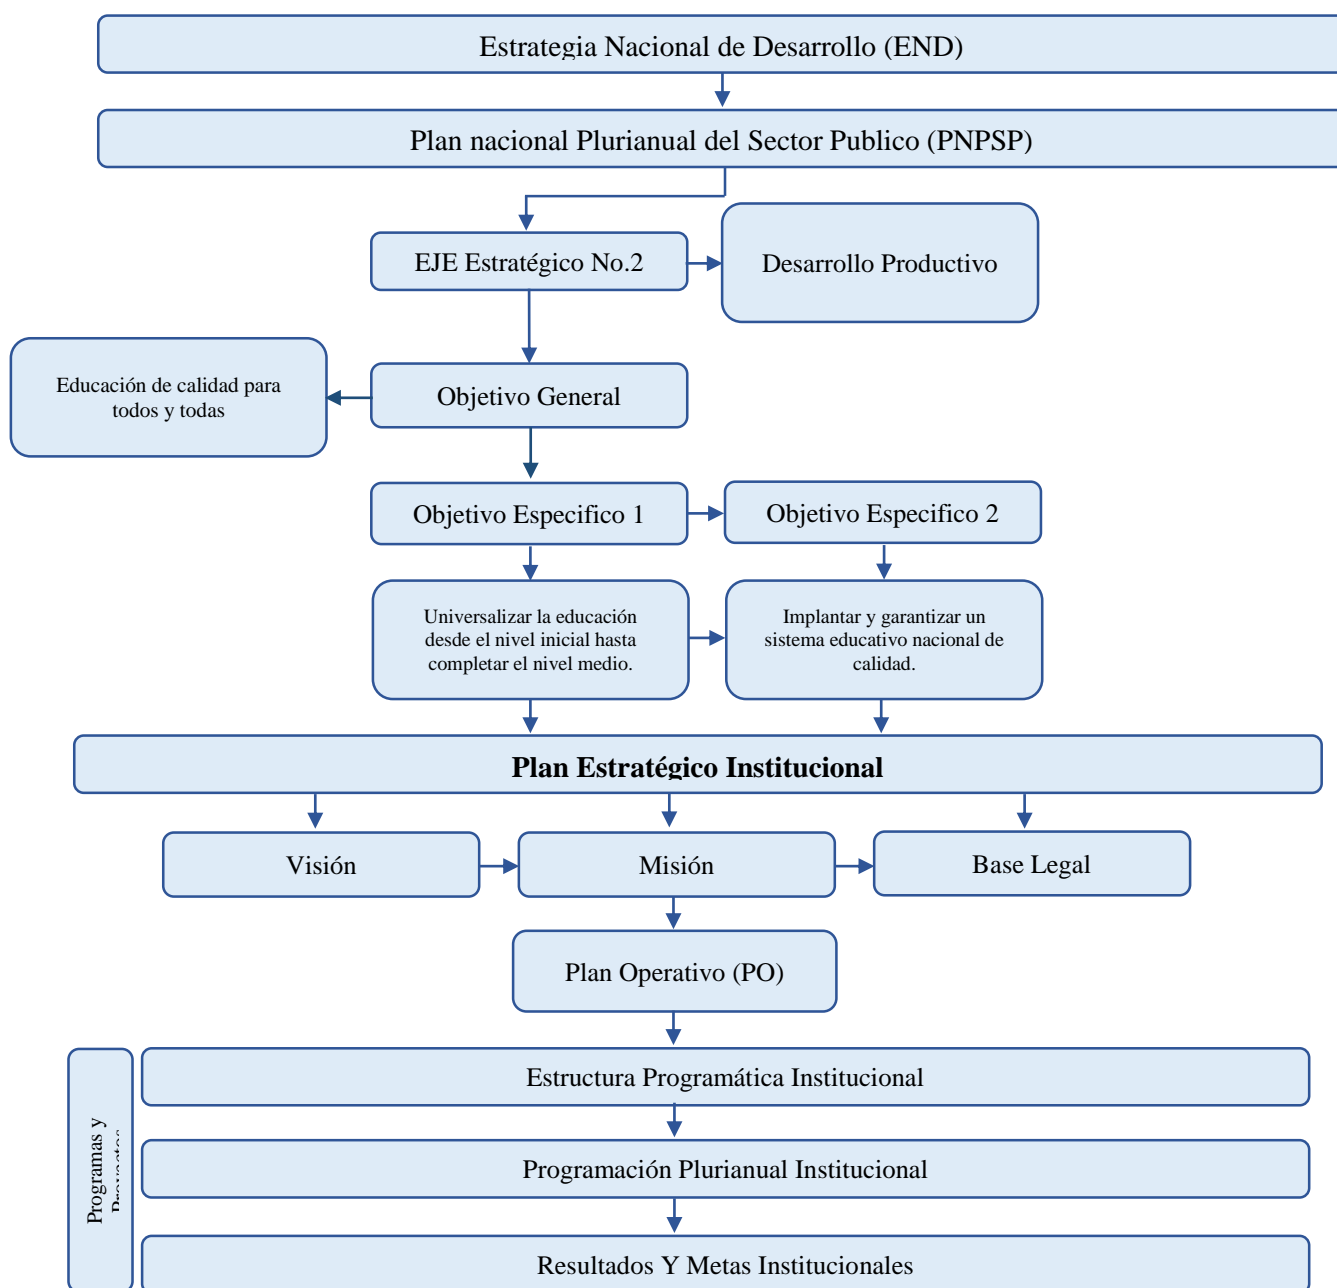 Estrategia Nacional de Desarrollo (END)
Plan nacional Plurianual del Sector Publico (PNPSP)
EJE Estratégico No.2
Desarrollo Productivo
Educación de calidad para
todos y todas
Objetivo General
Objetivo Especifico 1
Objetivo Especifico 2
Universalizar la educación
desde el nivel inicial hasta
completar el nivel medio.
Implantar y garantizar un
sistema educativo nacional de
calidad.
Plan Estratégico Institucional
Visión
Misión
Base Legal
Plan Operativo (PO)
Programas y
Estructura Programática Institucional
Programación Plurianual Institucional
Resultados Y Metas Institucionales